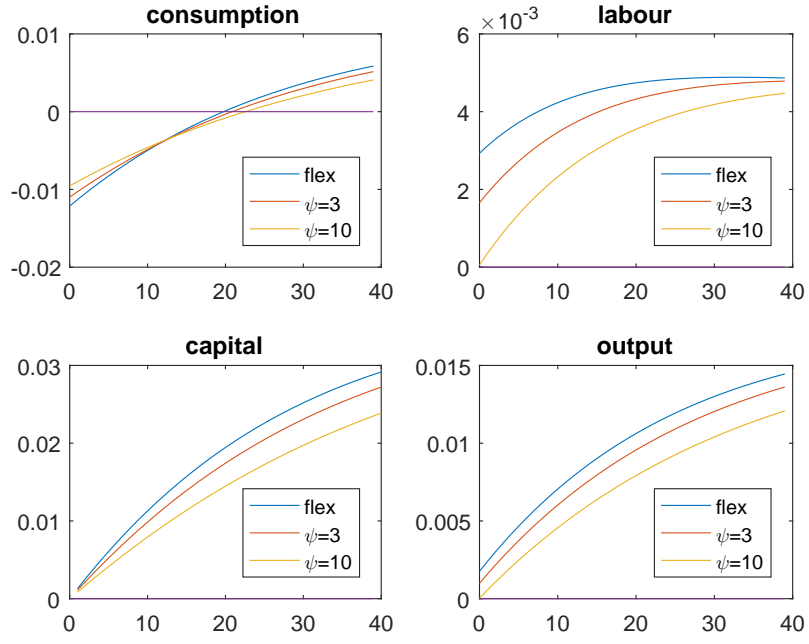 consumption
0.01
0
-0.01
-0.02
0
10
20
30
40
flex
ψ=3
ψ=10
labour
×10⁻³
6
4
2
0
0
10
20
30
40
flex
ψ=3
ψ=10
capital
0.03
0.02
0.01
0
0
10
20
30
40
flex
ψ=3
ψ=10
output
0.015
0.01
0.005
0
0
10
20
30
40
flex
ψ=3
ψ=10